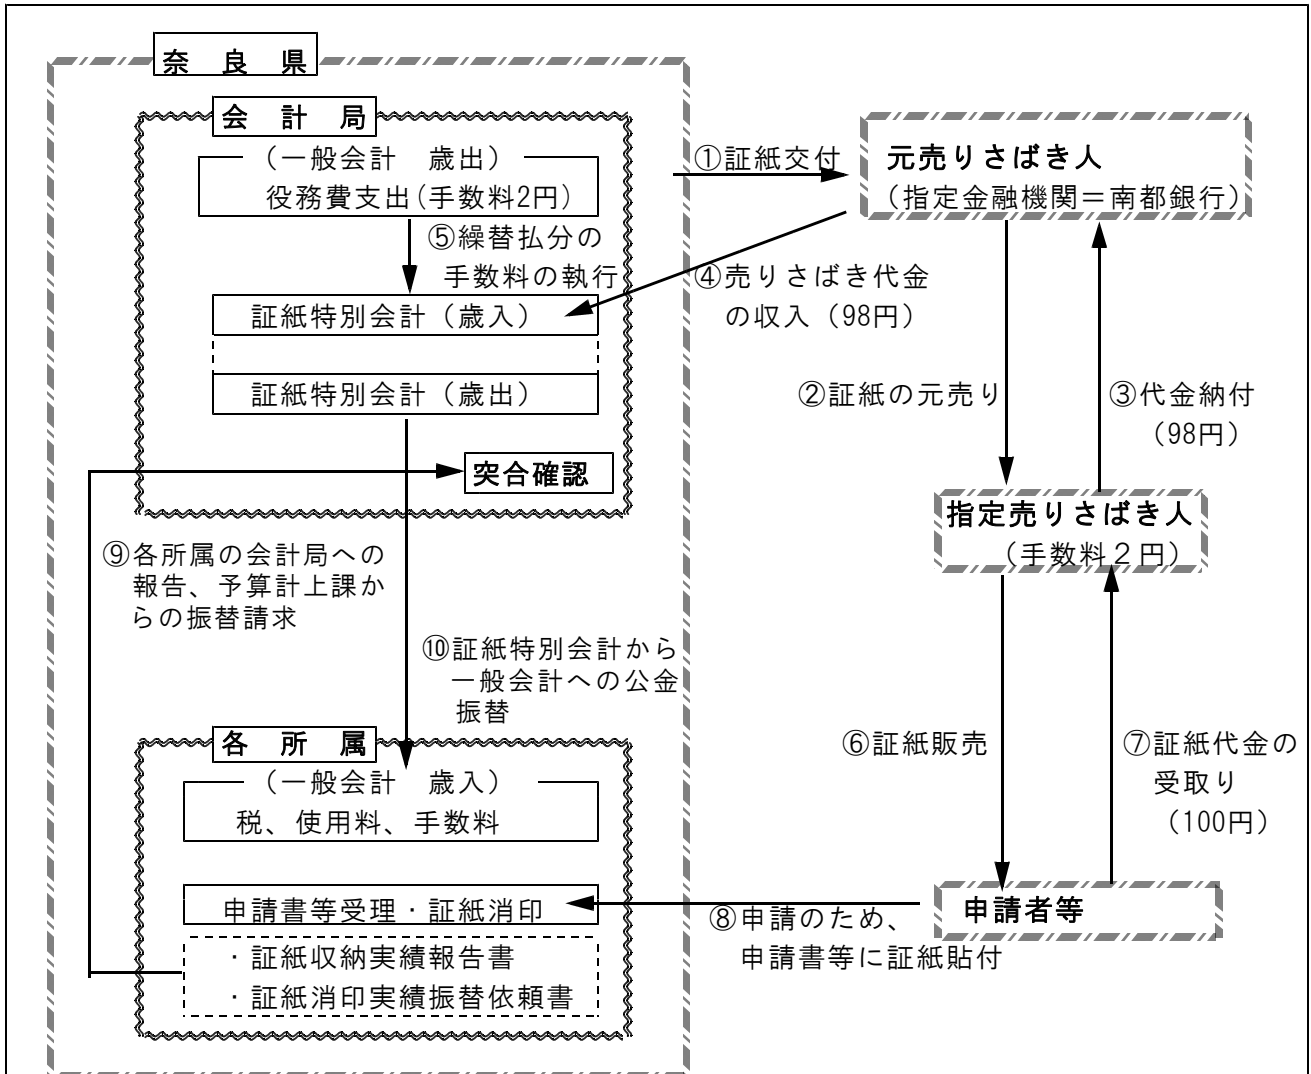 奈良県
会計局
（一般会計　歳出）
役務費支出(手数料2円)
⑤繰替払分の
手数料の執行
証紙特別会計（歳入）
証紙特別会計（歳出）
突合確認
①証紙交付
元売りさばき人
（指定金融機関＝南都銀行）
④売りさばき代金
の収入（98円）
②証紙の元売り
③代金納付
（98円）
指定売りさばき人
（手数料２円）
⑨各所属の会計局への
報告、予算計上課か
らの振替請求
⑩証紙特別会計から
一般会計への公金
振替
各所属
（一般会計　歳入）
税、使用料、手数料
⑥証紙販売
⑦証紙代金の
受取り
（100円）
申請書等受理・証紙消印
・証紙収納実績報告書
・証紙消印実績振替依頼書
⑧申請のため、
申請書等に証紙貼付
申請者等